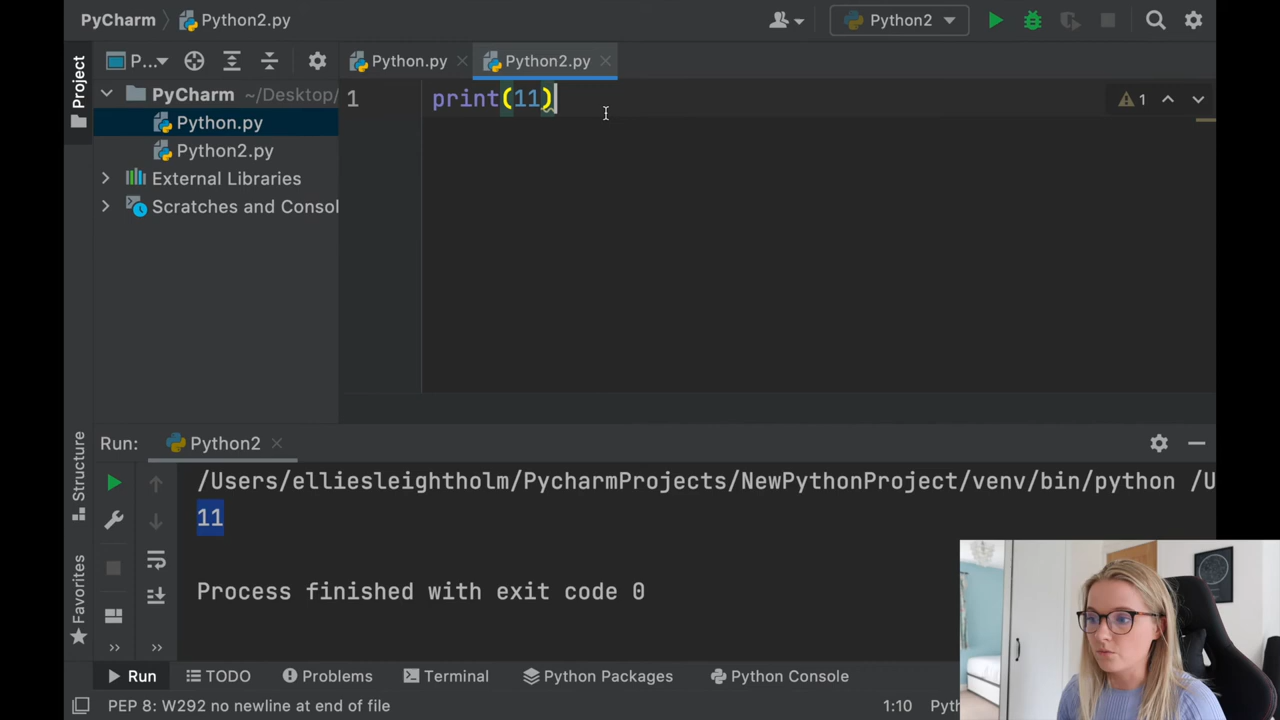 PyCharm Python2.py Python2
P... Python.py Python2.py
Project
PyCharm ~/Desktop/
Python.py
Python2.py
External Libraries
Scratches and Consol
1 print(11)
1
Structure
Favorites
Run: Python2
/Users/elliesleightholm/PycharmProjects/NewPythonProject/venv/bin/python /U
11
Process finished with exit code 0
Run TODO Problems Terminal Python Packages Python Console
PEP 8: W292 no newline at end of file 1:10 Pyth